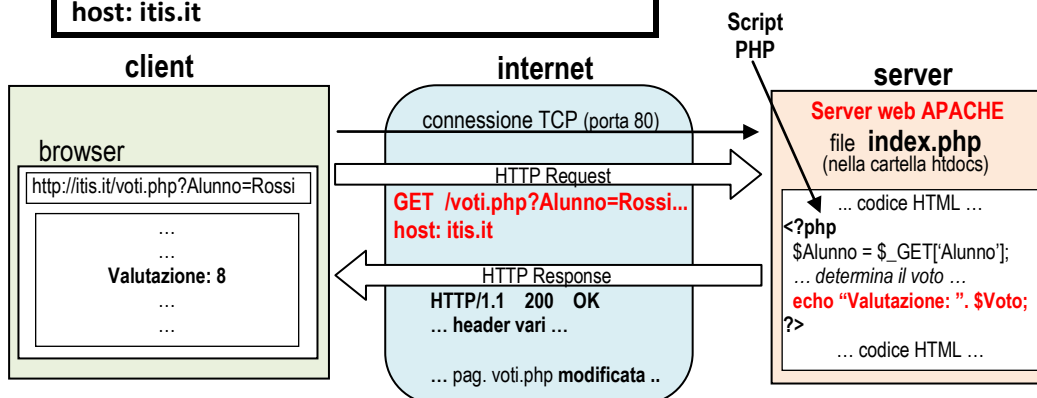 host: itis.it
Script
PHP
client
internet
server
browser
http://itis.it/voti.php?Alunno=Rossi
…
…
Valutazione: 8
…
…
connessione TCP (porta 80)
HTTP Request
GET /voti.php?Alunno=Rossi...
host: itis.it
HTTP Response
HTTP/1.1 200 OK
… header vari …
… pag. voti.php modificata ..
Server web APACHE
file index.php
(nella cartella htdocs)
... codice HTML …
<?php
$Alunno = $_GET[‘Alunno’];
… determina il voto …
echo “Valutazione: ”. $Voto;
?>
… codice HTML …